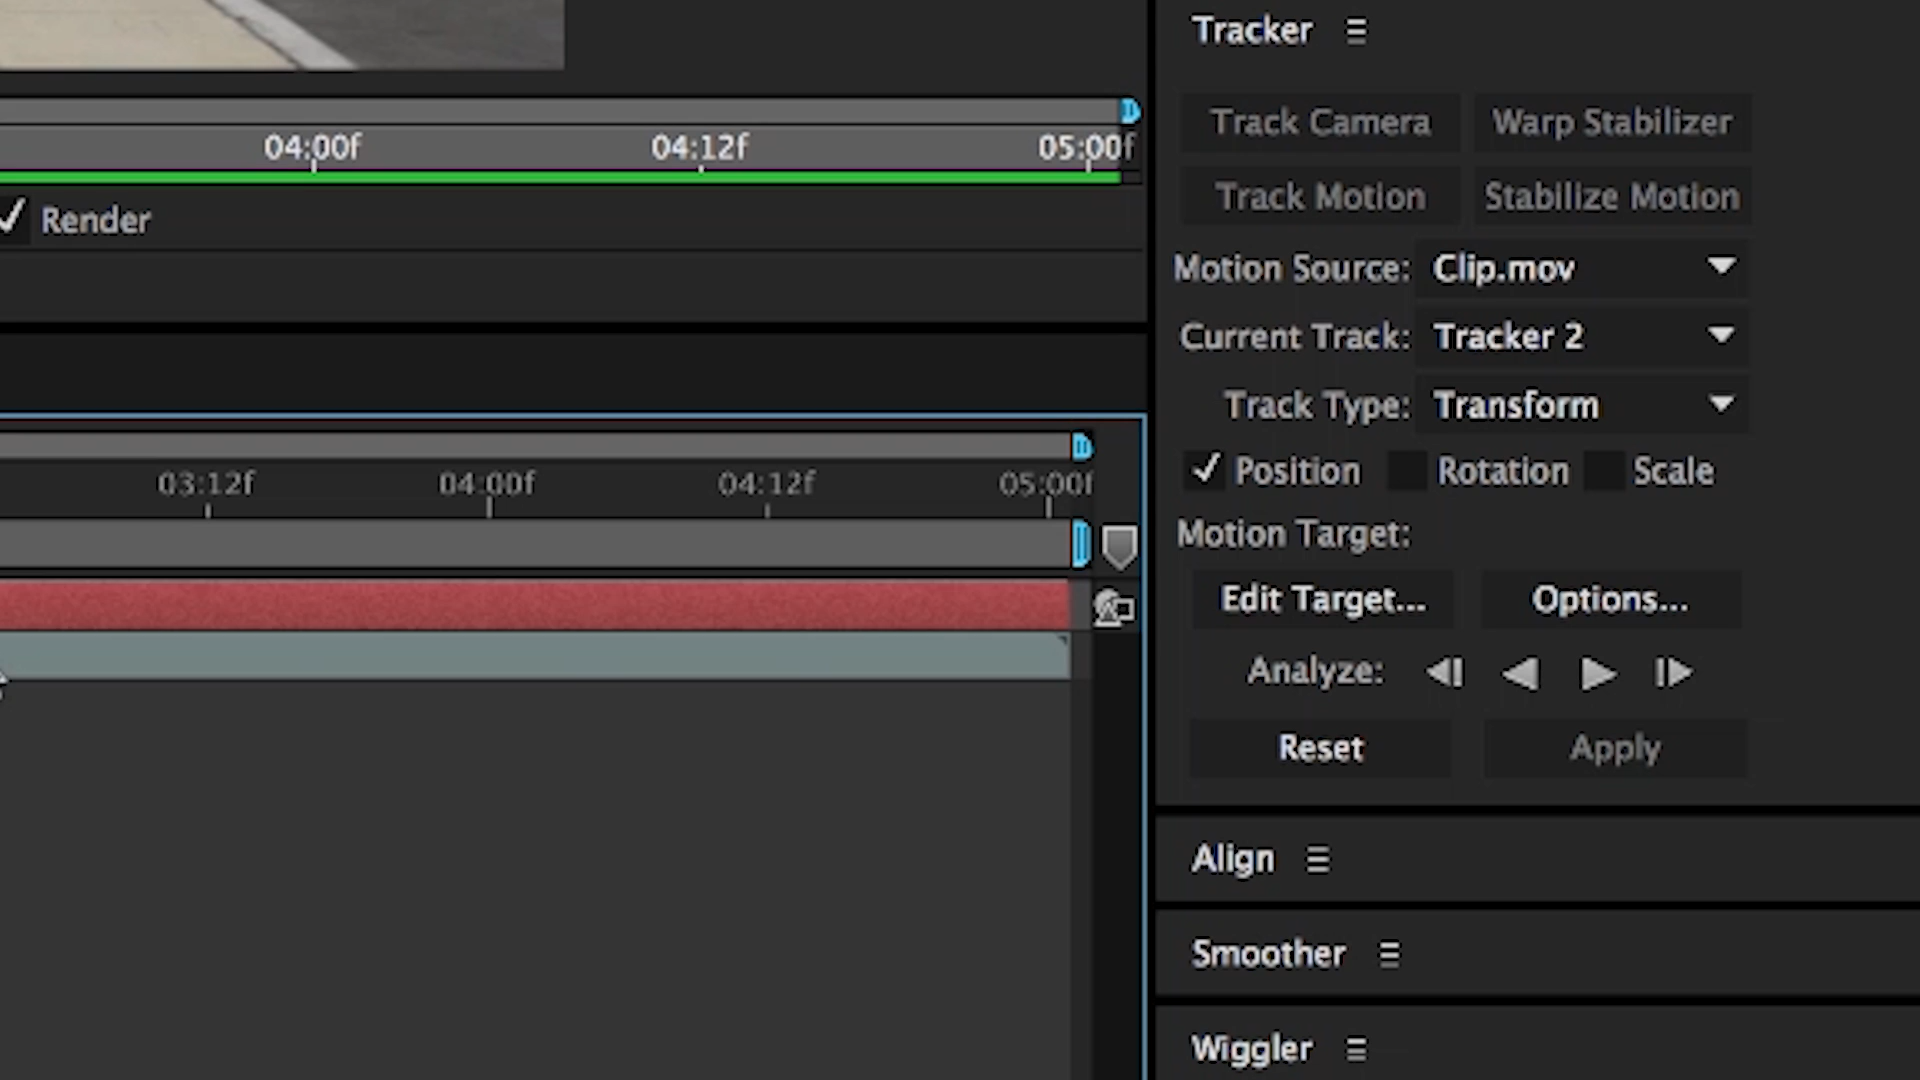 Tracker
Track Camera
Warp Stabilizer
Track Motion
Stabilize Motion
Motion Source: Clip.mov
Current Track: Tracker 2
Track Type: Transform
Position
Rotation
Scale
Motion Target:
Edit Target...
Options...
Analyze:
Reset
Apply
Align
Smoother
Wiggler
04:00f
04:12f
05:00f
Render
03:12f
04:00f
04:12f
05:00f